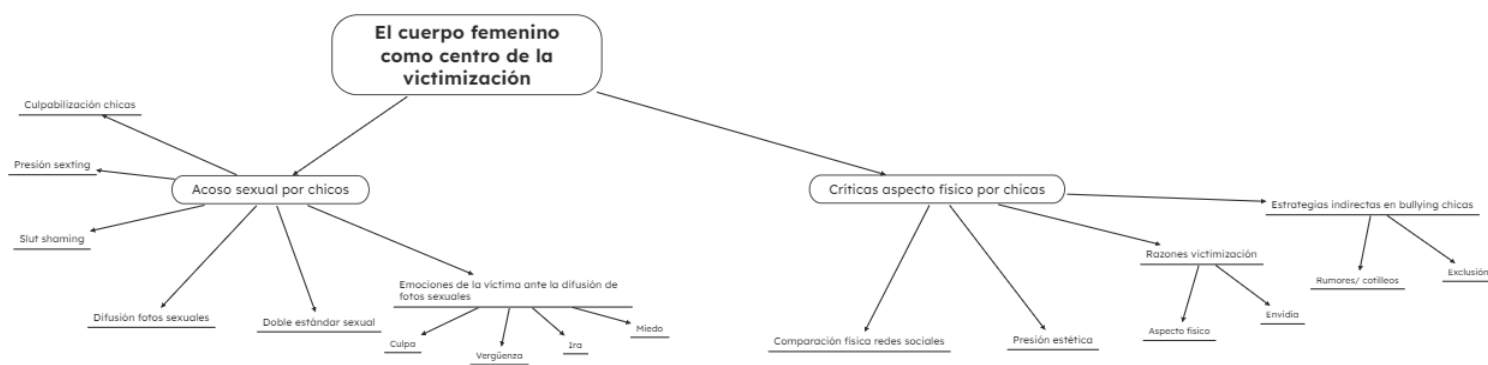 El cuerpo femenino
como centro de la
victimización
Culpabilización chicas
Presión sexting
Acoso sexual por chicos
Slut shaming
Difusión fotos sexuales
Doble estándar sexual
Emociones de la víctima ante la difusión de
fotos sexuales
Culpa
Vergüenza
Ira
Miedo
Críticas aspecto físico por chicas
Comparación física redes sociales
Presión estética
Razones victimización
Aspecto físico
Envidia
Estrategias indirectas en bullying chicas
Rumores/ cotilleos
Exclusión